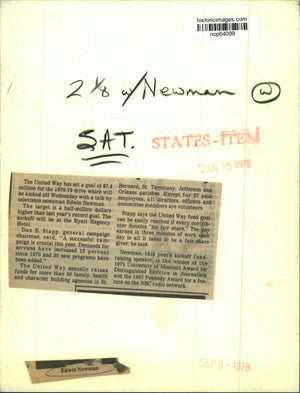 historicimages.com
nop64099
2 1/8 w/Newman W
SAT.
STATES-ITEM
JAN 15 1978
The United Way has set a goal of $7.4
million for the 1978-79 drive which will
be kicked off Wednesday with a talk by
television newsman Edwin Newman.
The target is a half-million dollars
higher than last year's record goal. The
kickoff will be at the Hyatt Regency
Hotel.
Dan E. Stapp, general campaign
chairman, said, "A successful campaign
is crucial this year. Demands for
services have increased 13 percent
since 1970 and 30 new programs have
been added."
The United Way annually raises
funds for more than 50 family, health
and character building agencies in St.
Bernard, St. Tammany, Jefferson and
Orleans parishes. Except for 37 paid
employees, all directors, officers and
committee members are volunteers.
Stapp says the United Way fund goal
can be easily reached if every contributor
donates "his fair share." The pay
earned in three minutes of work each
day is all it takes to be a fair-share
giver, he said.
Newman, this year's kickoff fund-
raising speaker, is the winner of the
1975 University of Missouri Award for
Distinguished Service in Journalism
and the 1967 Peabody Award for a feature
on the NBC radio network.
SEP 9 - 1978
Edwin Newman